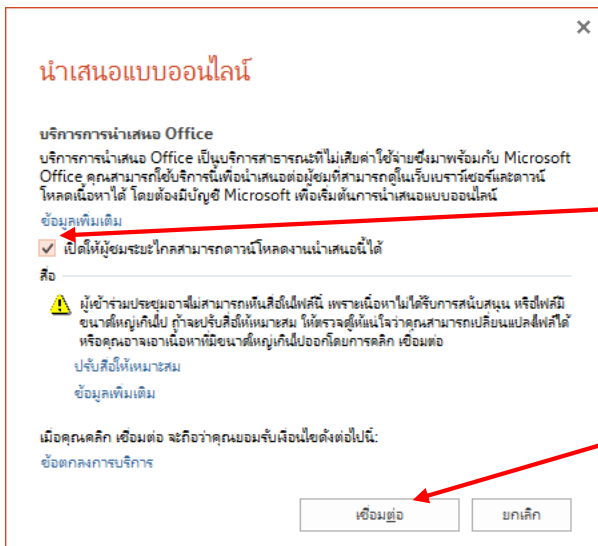 นำเสนอแบบออนไลน์
บริการการนำเสนอ Office
บริการการนำเสนอ Office เป็นบริการสาธารณะที่ไม่เสียค่าใช้จ่ายซึ่งมาพร้อมกับ Microsoft
Office คุณสามารถใช้บริการนี้เพื่อนำเสนอต่อผู้ชมที่สามารถดูในเว็บเบราว์เซอร์และดาวน์
โหลดเนื้อหาได้ โดยต้องมีบัญชี Microsoft เพื่อเริ่มต้นการนำเสนอแบบออนไลน์
ข้อมูลเพิ่มเติม
เปิดให้ผู้ชมระยะไกลสามารถดาวน์โหลดงานนำเสนอนี้ได้
สื่อ
ผู้เข้าร่วมประชุมอาจไม่สามารถเห็นสื่อในไฟล์นี้ เพราะเนื้อหาไม่ได้รับการสนับสนุน หรือไฟล์มี
ขนาดใหญ่เกินไป ถ้าจะปรับสื่อให้เหมาะสม ให้ตรวจดูให้แน่ใจว่าคุณสามารถเปลี่ยนแปลงไฟล์ได้
หรือคุณอาจเอาเนื้อหาที่มีขนาดใหญ่เกินไปออกโดยการคลิก เชื่อมต่อ
ปรับสื่อให้เหมาะสม
ข้อมูลเพิ่มเติม
เมื่อคุณคลิก เชื่อมต่อ จะถือว่าคุณยอมรับเงื่อนไขดังต่อไปนี้:
ข้อตกลงการบริการ
เชื่อมต่อ
ยกเลิก